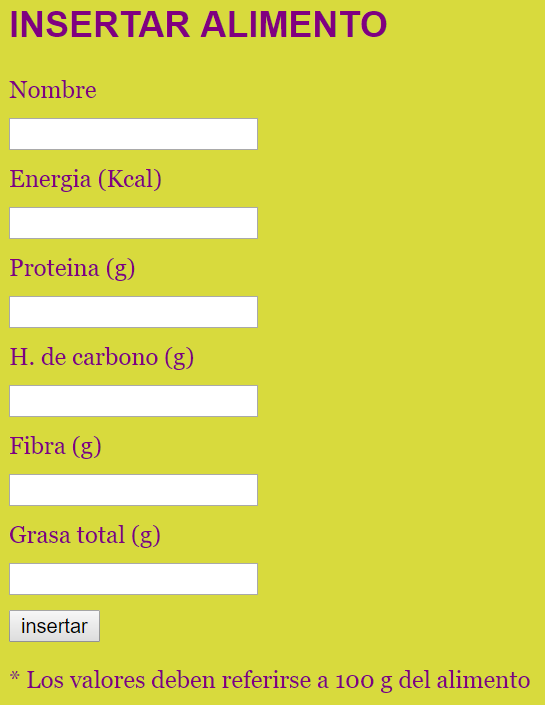 INSERTAR ALIMENTO
Nombre
Energia (Kcal)
Proteina (g)
H. de carbono (g)
Fibra (g)
Grasa total (g)
insertar
* Los valores deben referirse a 100 g del alimento